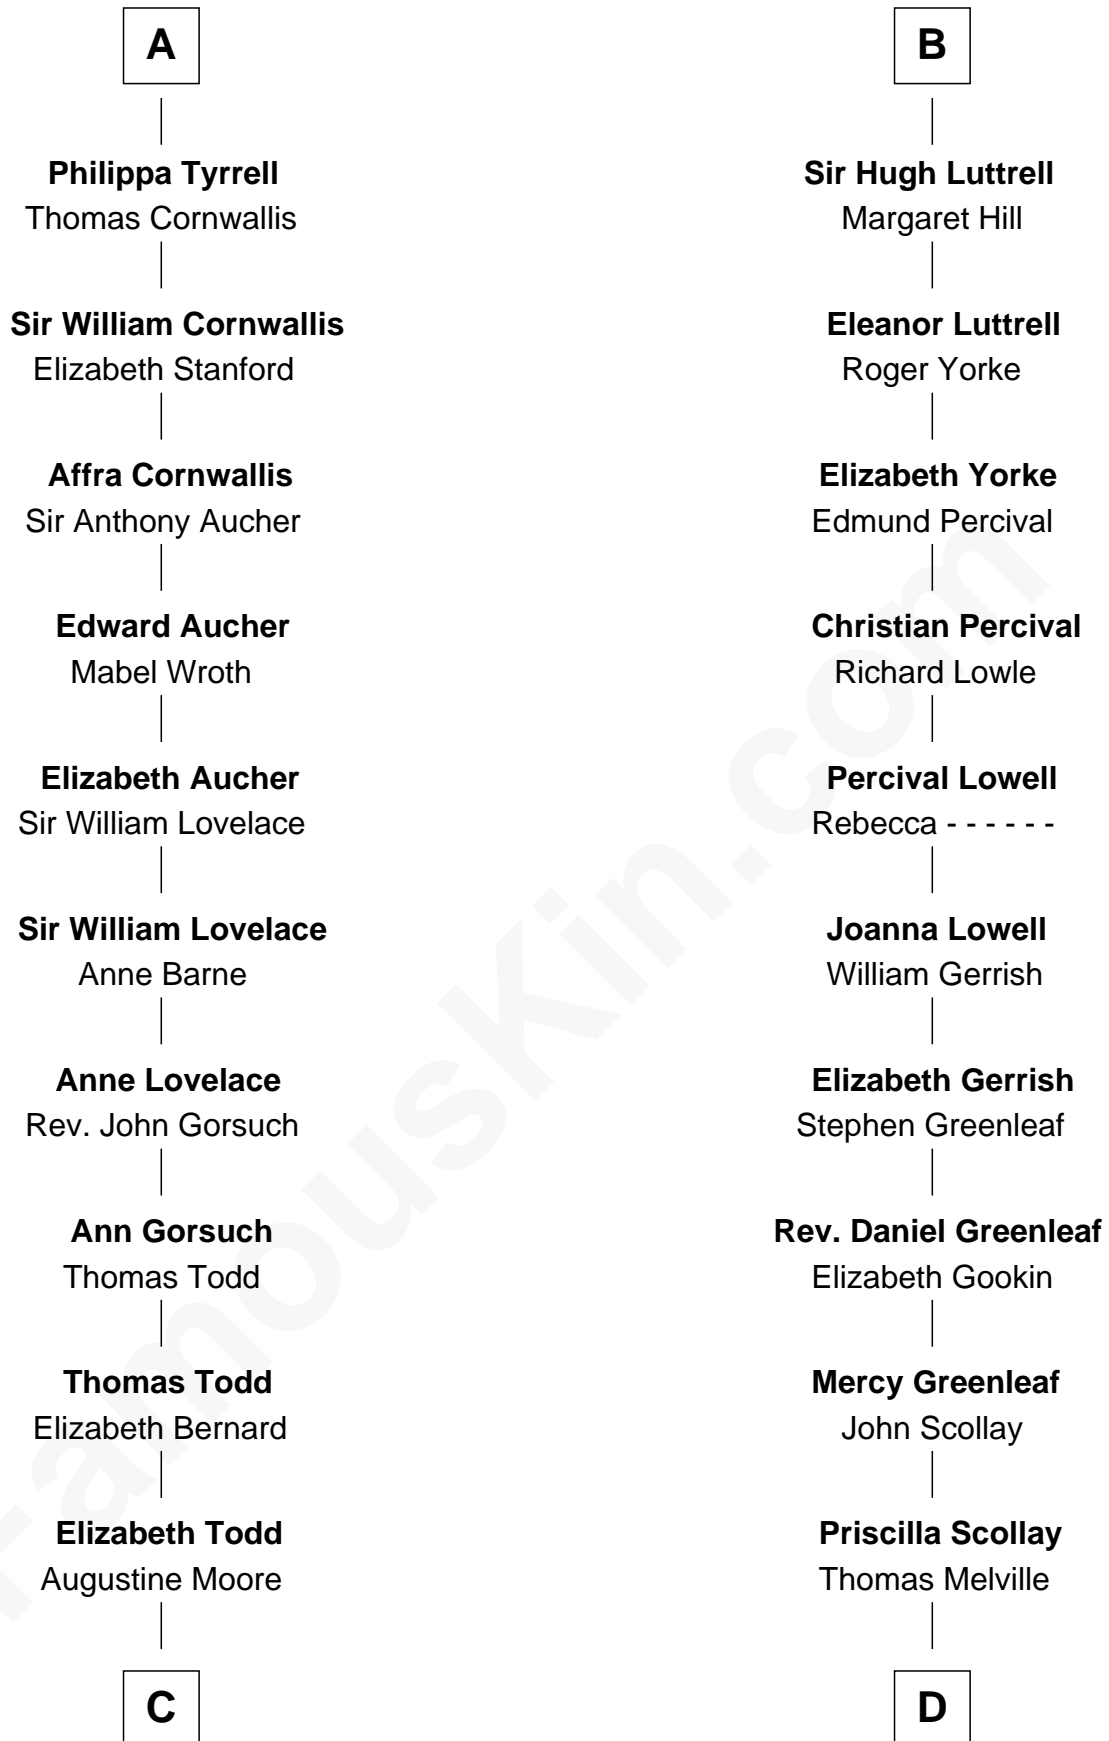 A
Philippa Tyrrell
Thomas Cornwallis
Sir William Cornwallis
Elizabeth Stanford
Affra Cornwallis
Sir Anthony Aucher
Edward Aucher
Mabel Wroth
Elizabeth Aucher
Sir William Lovelace
Sir William Lovelace
Anne Barne
Anne Lovelace
Rev. John Gorsuch
Ann Gorsuch
Thomas Todd
Thomas Todd
Elizabeth Bernard
Elizabeth Todd
Augustine Moore
C
B
Sir Hugh Luttrell
Margaret Hill
Eleanor Luttrell
Roger Yorke
Elizabeth Yorke
Edmund Percival
Christian Percival
Richard Lowle
Percival Lowell
Rebecca - - - - - -
Joanna Lowell
William Gerrish
Elizabeth Gerrish
Stephen Greenleaf
Rev. Daniel Greenleaf
Elizabeth Gookin
Mercy Greenleaf
John Scollay
Priscilla Scollay
Thomas Melville
D
FamousKin.com